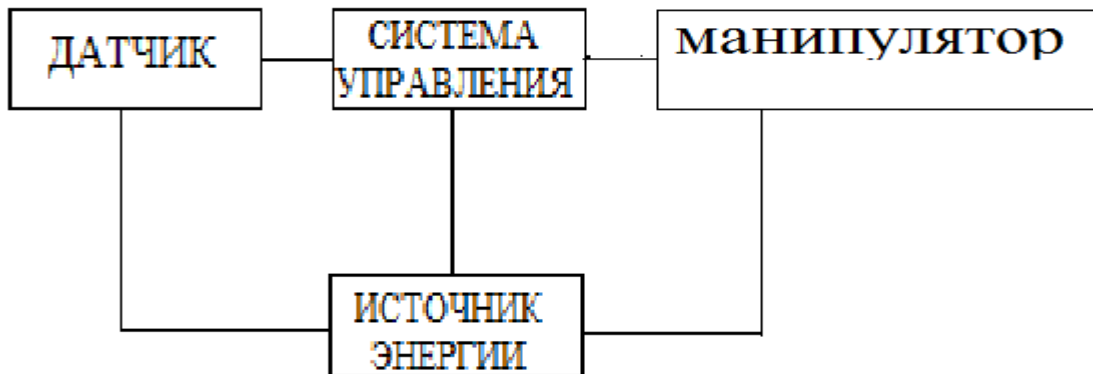 ДАТЧИК
СИСТЕМА
УПРАВЛЕНИЯ
манипулятор
ИСТОЧНИК
ЭНЕРГИИ